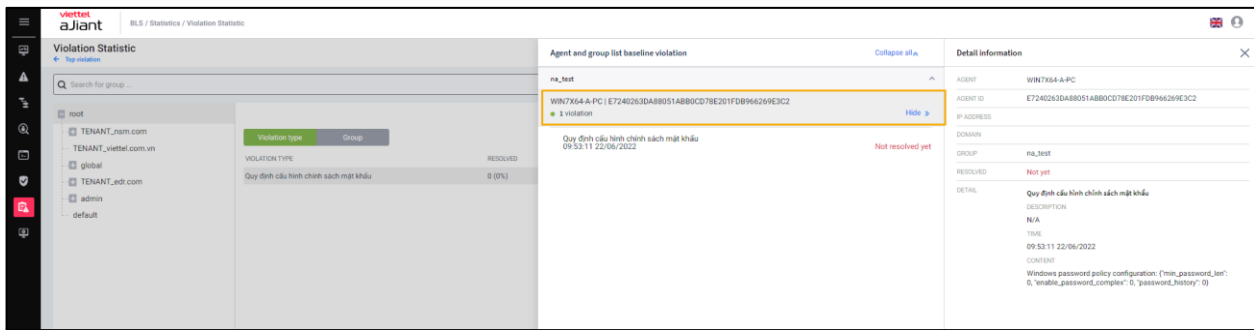 viettel
aJiant
BLS / Statistics / Violation Statistic
Violation Statistic
Top violation
Search for group ...
root
TENANT_nsm.com
TENANT_viettel.com.vn
global
TENANT_edr.com
admin
default
Violation type
Group
VIOLATION TYPE
RESOLVED
Quy định cấu hình chính sách mật khẩu
0 (0%)
Agent and group list baseline violation
Collapse all
na_test
WIN7X64-A-PC | E7240263DA88051ABB0CD78E201FDB966269E3C2
1 violation
Hide »
Quy định cấu hình chính sách mật khẩu
09:53:11 22/06/2022
Not resolved yet
Detail information
AGENT
WIN7X64-A-PC
AGENT ID
E7240263DA88051ABB0CD78E201FDB966269E3C2
IP ADDRESS
DOMAIN
GROUP
na_test
RESOLVED
Not yet
DETAIL
Quy định cấu hình chính sách mật khẩu
DESCRIPTION
N/A
TIME
09:53:11 22/06/2022
CONTENT
Windows password policy configuration: {"min_password_len":
0, "enable_password_complex": 0, "password_history": 0}